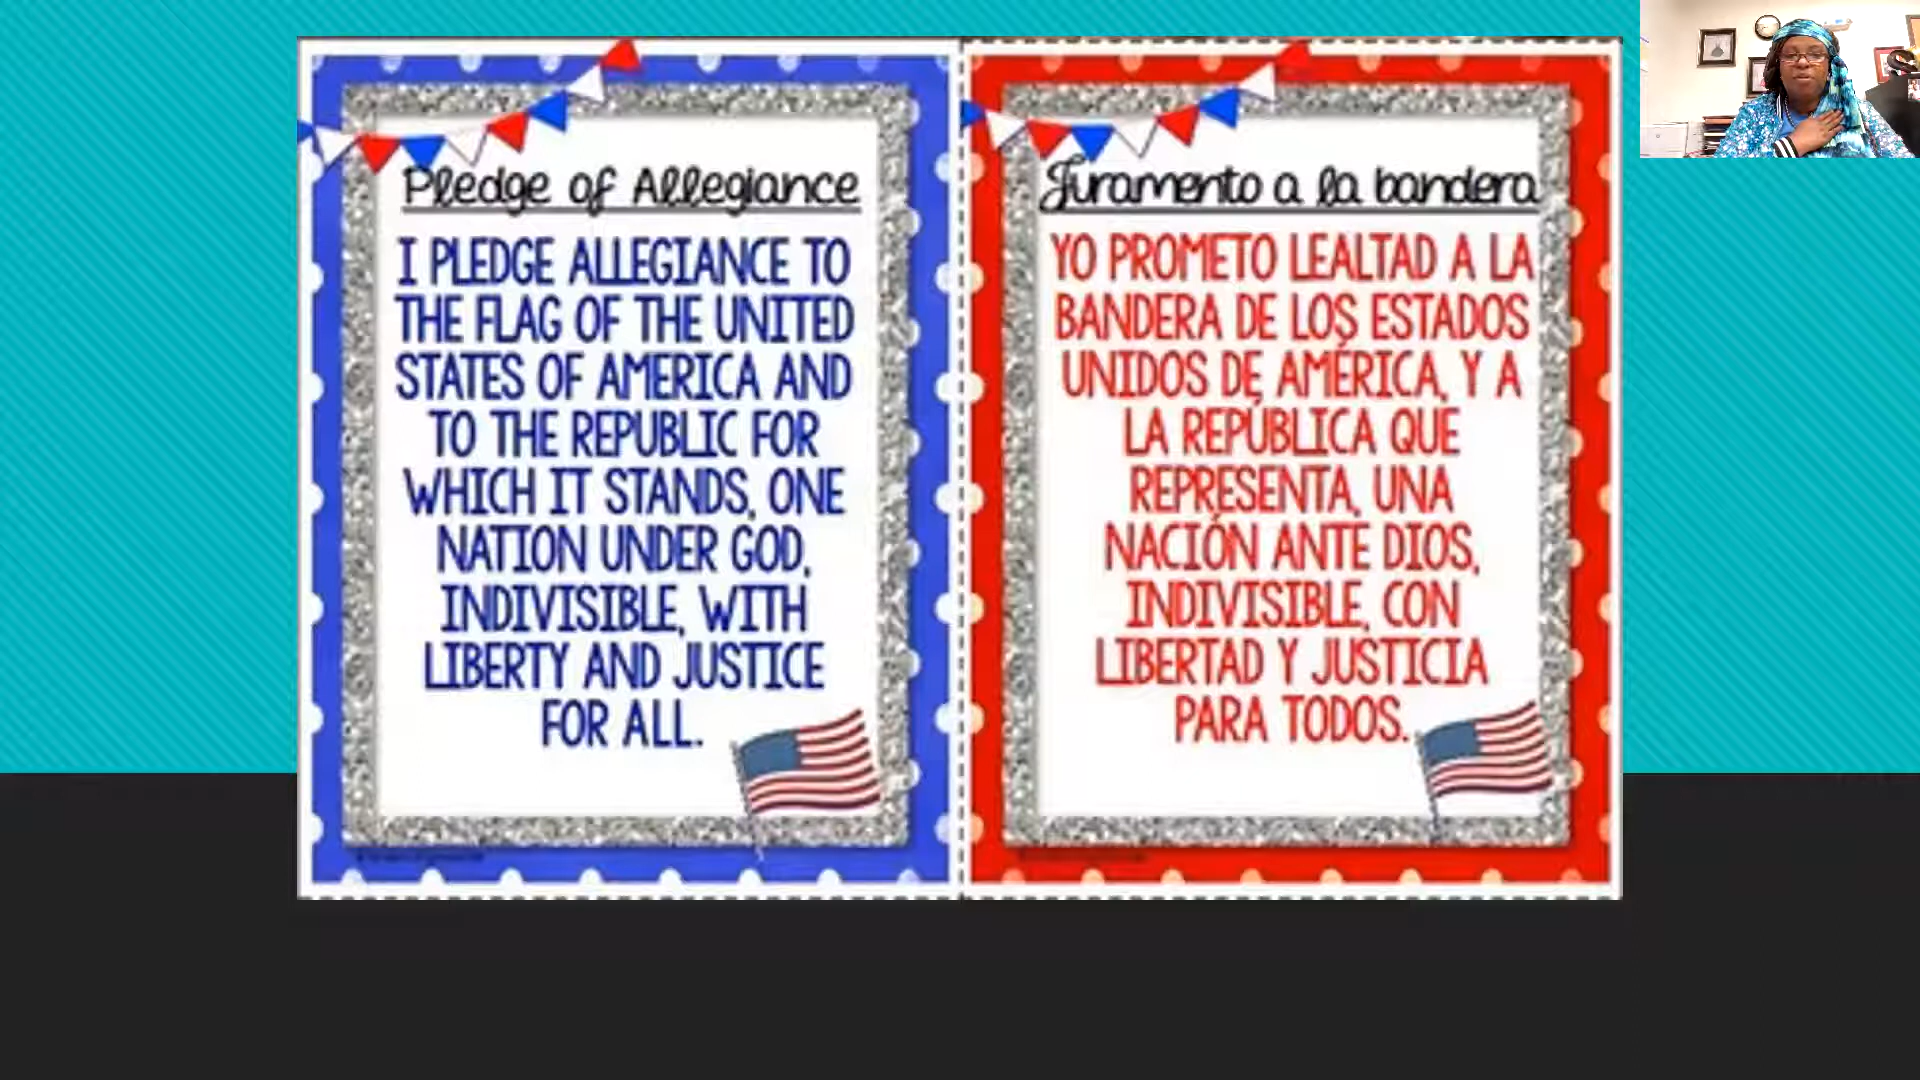 Pledge of Allegiance
I PLEDGE ALLEGIANCE TO
THE FLAG OF THE UNITED
STATES OF AMERICA AND
TO THE REPUBLIC FOR
WHICH IT STANDS, ONE
NATION UNDER GOD,
INDIVISIBLE, WITH
LIBERTY AND JUSTICE
FOR ALL.
Juramento a la bandera
YO PROMETO LEALTAD A LA
BANDERA DE LOS ESTADOS
UNIDOS DE AMÉRICA, Y A
LA REPÚBLICA QUE
REPRESENTA, UNA
NACIÓN ANTE DIOS,
INDIVISIBLE, CON
LIBERTAD Y JUSTICIA
PARA TODOS.